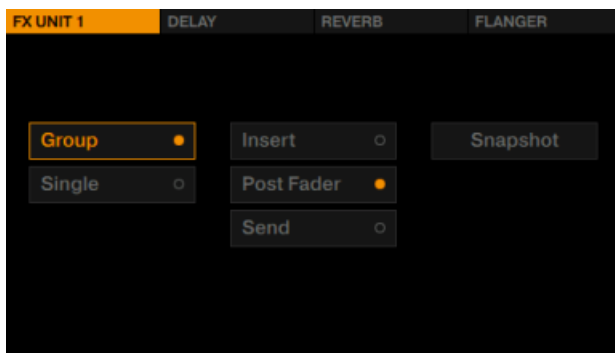 FX UNIT 1 DELAY REVERB FLANGER
Group Insert Snapshot
Single Post Fader
Send